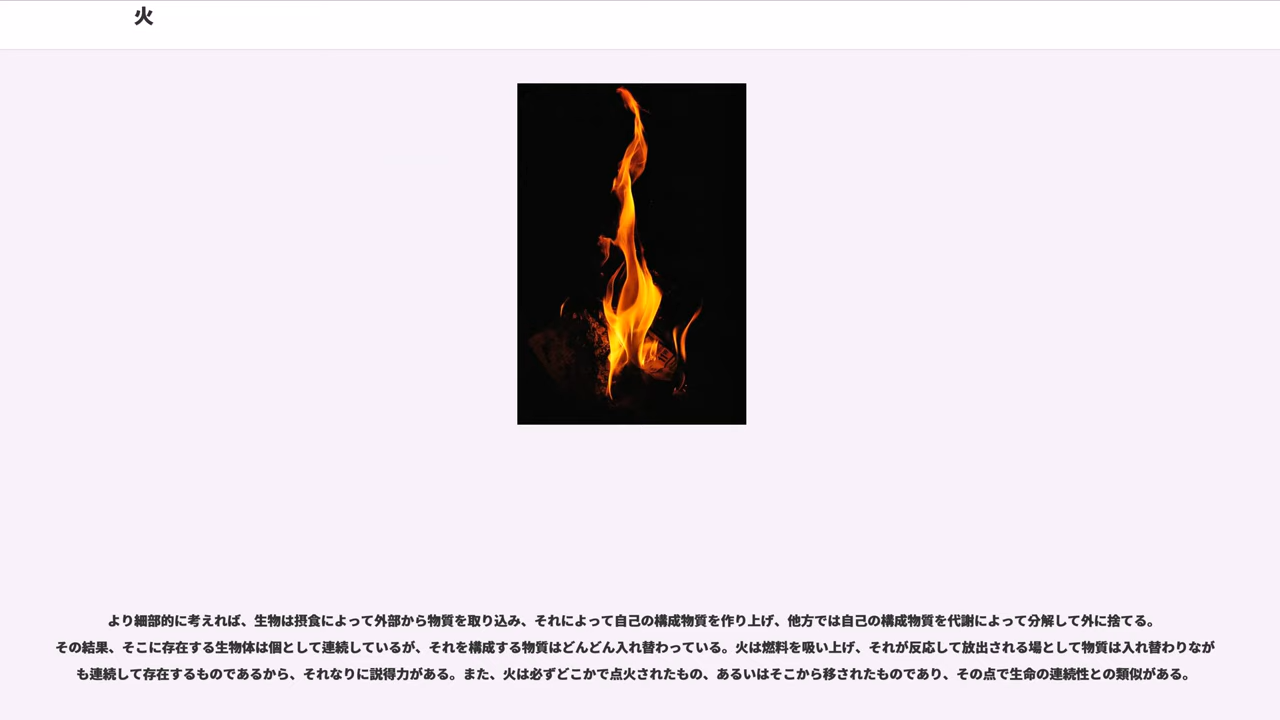 火
より細部的に考えれば、生物は摂食によって外部から物質を取り込み、それによって自己の構成物質を作り上げ、他方では自己の構成物質を代謝によって分解して外に捨てる。
その結果、そこに存在する生物体は個として連続しているが、それを構成する物質はどんどん入れ替わっている。火は燃料を吸い上げ、それが反応して放出される場として物質は入れ替わりなが
も連続して存在するものであるから、それなりに説得力がある。また、火は必ずどこかで点火されたもの、あるいはそこから移されたものであり、その点で生命の連続性との類似がある。